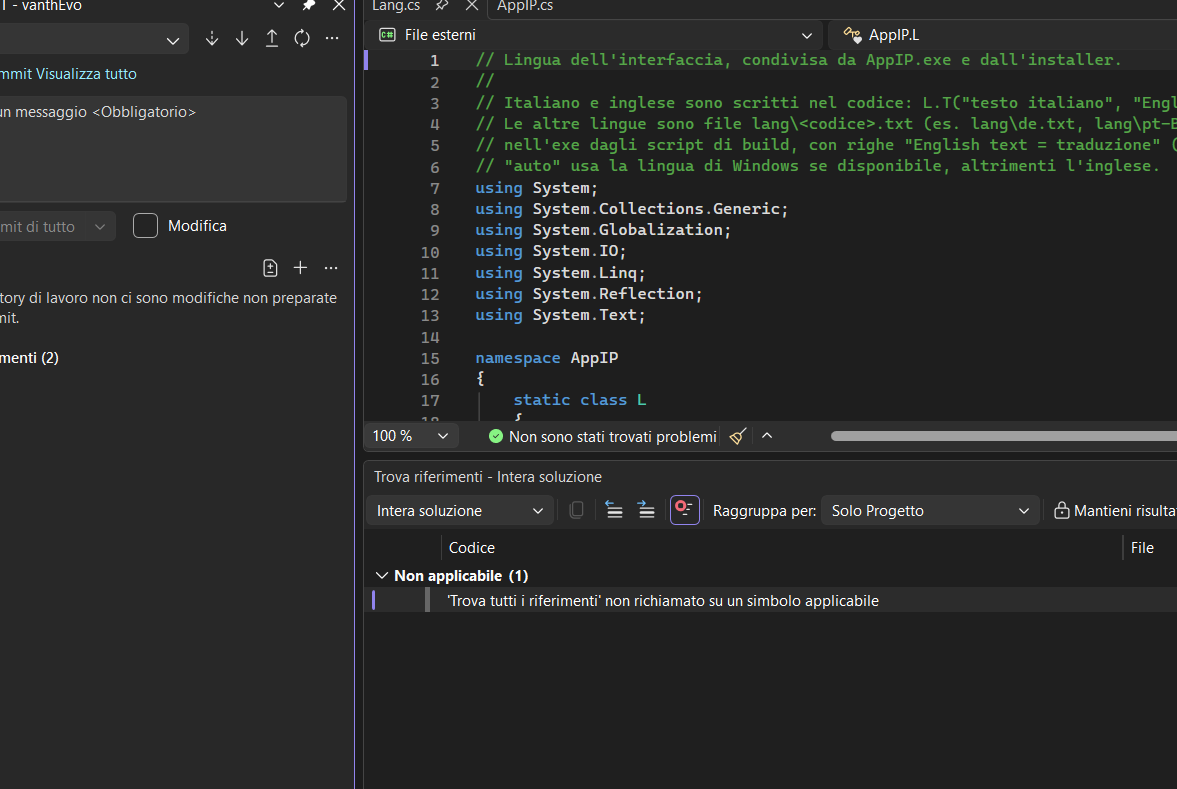 T - vanthEvo
mmit Visualizza tutto
un messaggio <Obbligatorio>
mit di tutto
Modifica
tory di lavoro non ci sono modifiche non preparate
mit.
menti (2)
Lang.cs
AppIP.cs
C# File esterni
AppIP.L
1 // Lingua dell'interfaccia, condivisa da AppIP.exe e dall'installer.
2 //
3 // Italiano e inglese sono scritti nel codice: L.T("testo italiano", "Engl
4 // Le altre lingue sono file lang\<codice>.txt (es. lang\de.txt, lang\pt-B
5 // nell'exe dagli script di build, con righe "English text = traduzione" (
6 // "auto" usa la lingua di Windows se disponibile, altrimenti l'inglese.
7 using System;
8 using System.Collections.Generic;
9 using System.Globalization;
10 using System.IO;
11 using System.Linq;
12 using System.Reflection;
13 using System.Text;
14
15 namespace AppIP
16 {
17 static class L
18 {
100 %
Non sono stati trovati problemi
Trova riferimenti - Intera soluzione
Intera soluzione
Raggruppa per:
Solo Progetto
Mantieni risulta
Codice
File
Non applicabile (1)
'Trova tutti i riferimenti' non richiamato su un simbolo applicabile